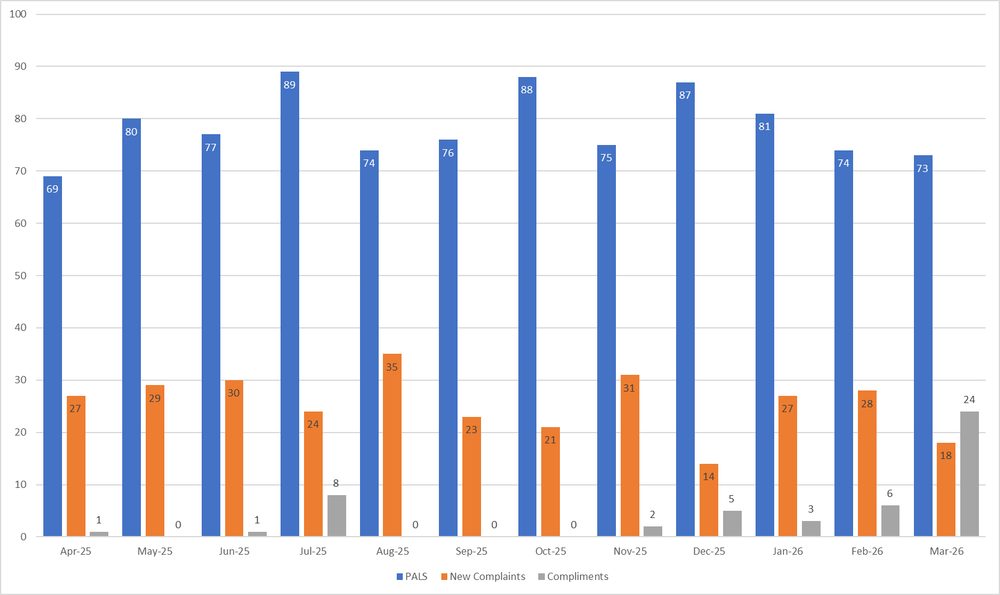 100
90
80
70
60
50
40
30
20
10
0
69 27 1
80 29 0
77 30 1
89 24 8
74 35 0
76 23 0
88 21 0
75 31 2
87 14 5
81 27 3
74 28 6
73 18 24
Apr-25 May-25 Jun-25 Jul-25 Aug-25 Sep-25 Oct-25 Nov-25 Dec-25 Jan-26 Feb-26 Mar-26
PALS New Complaints Compliments